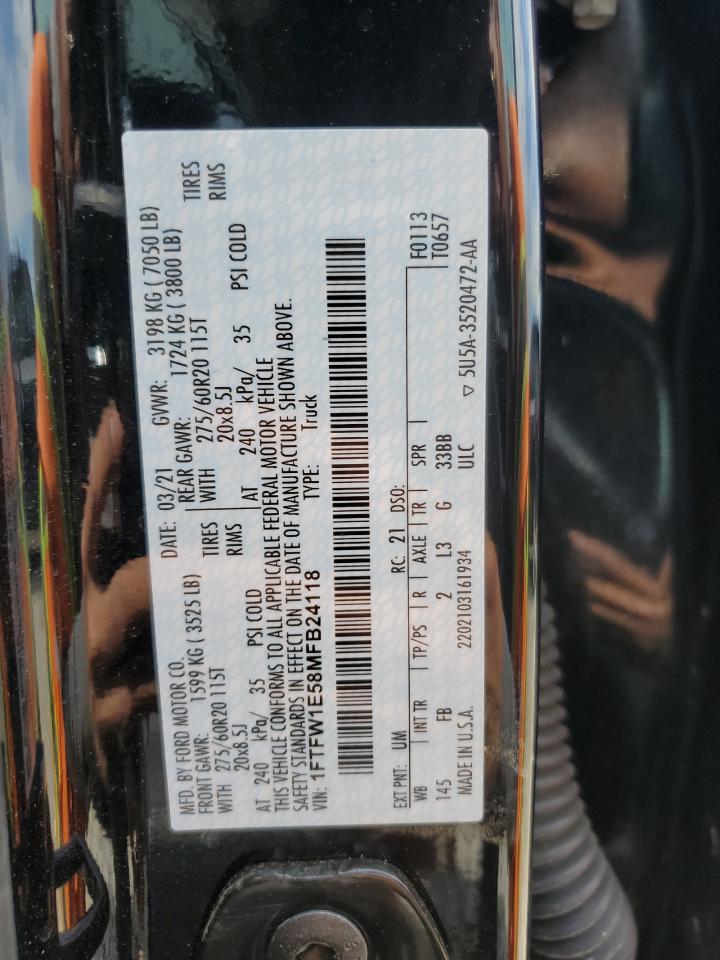 MFD. BY FORD MOTOR CO.
DATE: 03/21 GVWR: 3198 KG ( 7050 LB)
FRONT GAWR: 1599 KG ( 3525 LB) REAR GAWR: 1724 KG ( 3800 LB)
WITH 275/60R20 115T TIRES WITH 275/60R20 115T TIRES
20x8.5J RIMS 20x8.5J RIMS
AT 240 kPa/ 35 PSI COLD AT 240 kPa/ 35 PSI COLD
THIS VEHICLE CONFORMS TO ALL APPLICABLE FEDERAL MOTOR VEHICLE
SAFETY STANDARDS IN EFFECT ON THE DATE OF MANUFACTURE SHOWN ABOVE.
VIN: 1FTFW1E58MFB24118 TYPE: Truck
EXT PNT: UM RC: 21 DSO:
WB INT TR TP/PS R AXLE TR SPR F0113
145 FB 2 L3 G 33BB T0657
MADE IN U.S.A. 2202103161934 ULC ▽ 5U5A-3520472-AA